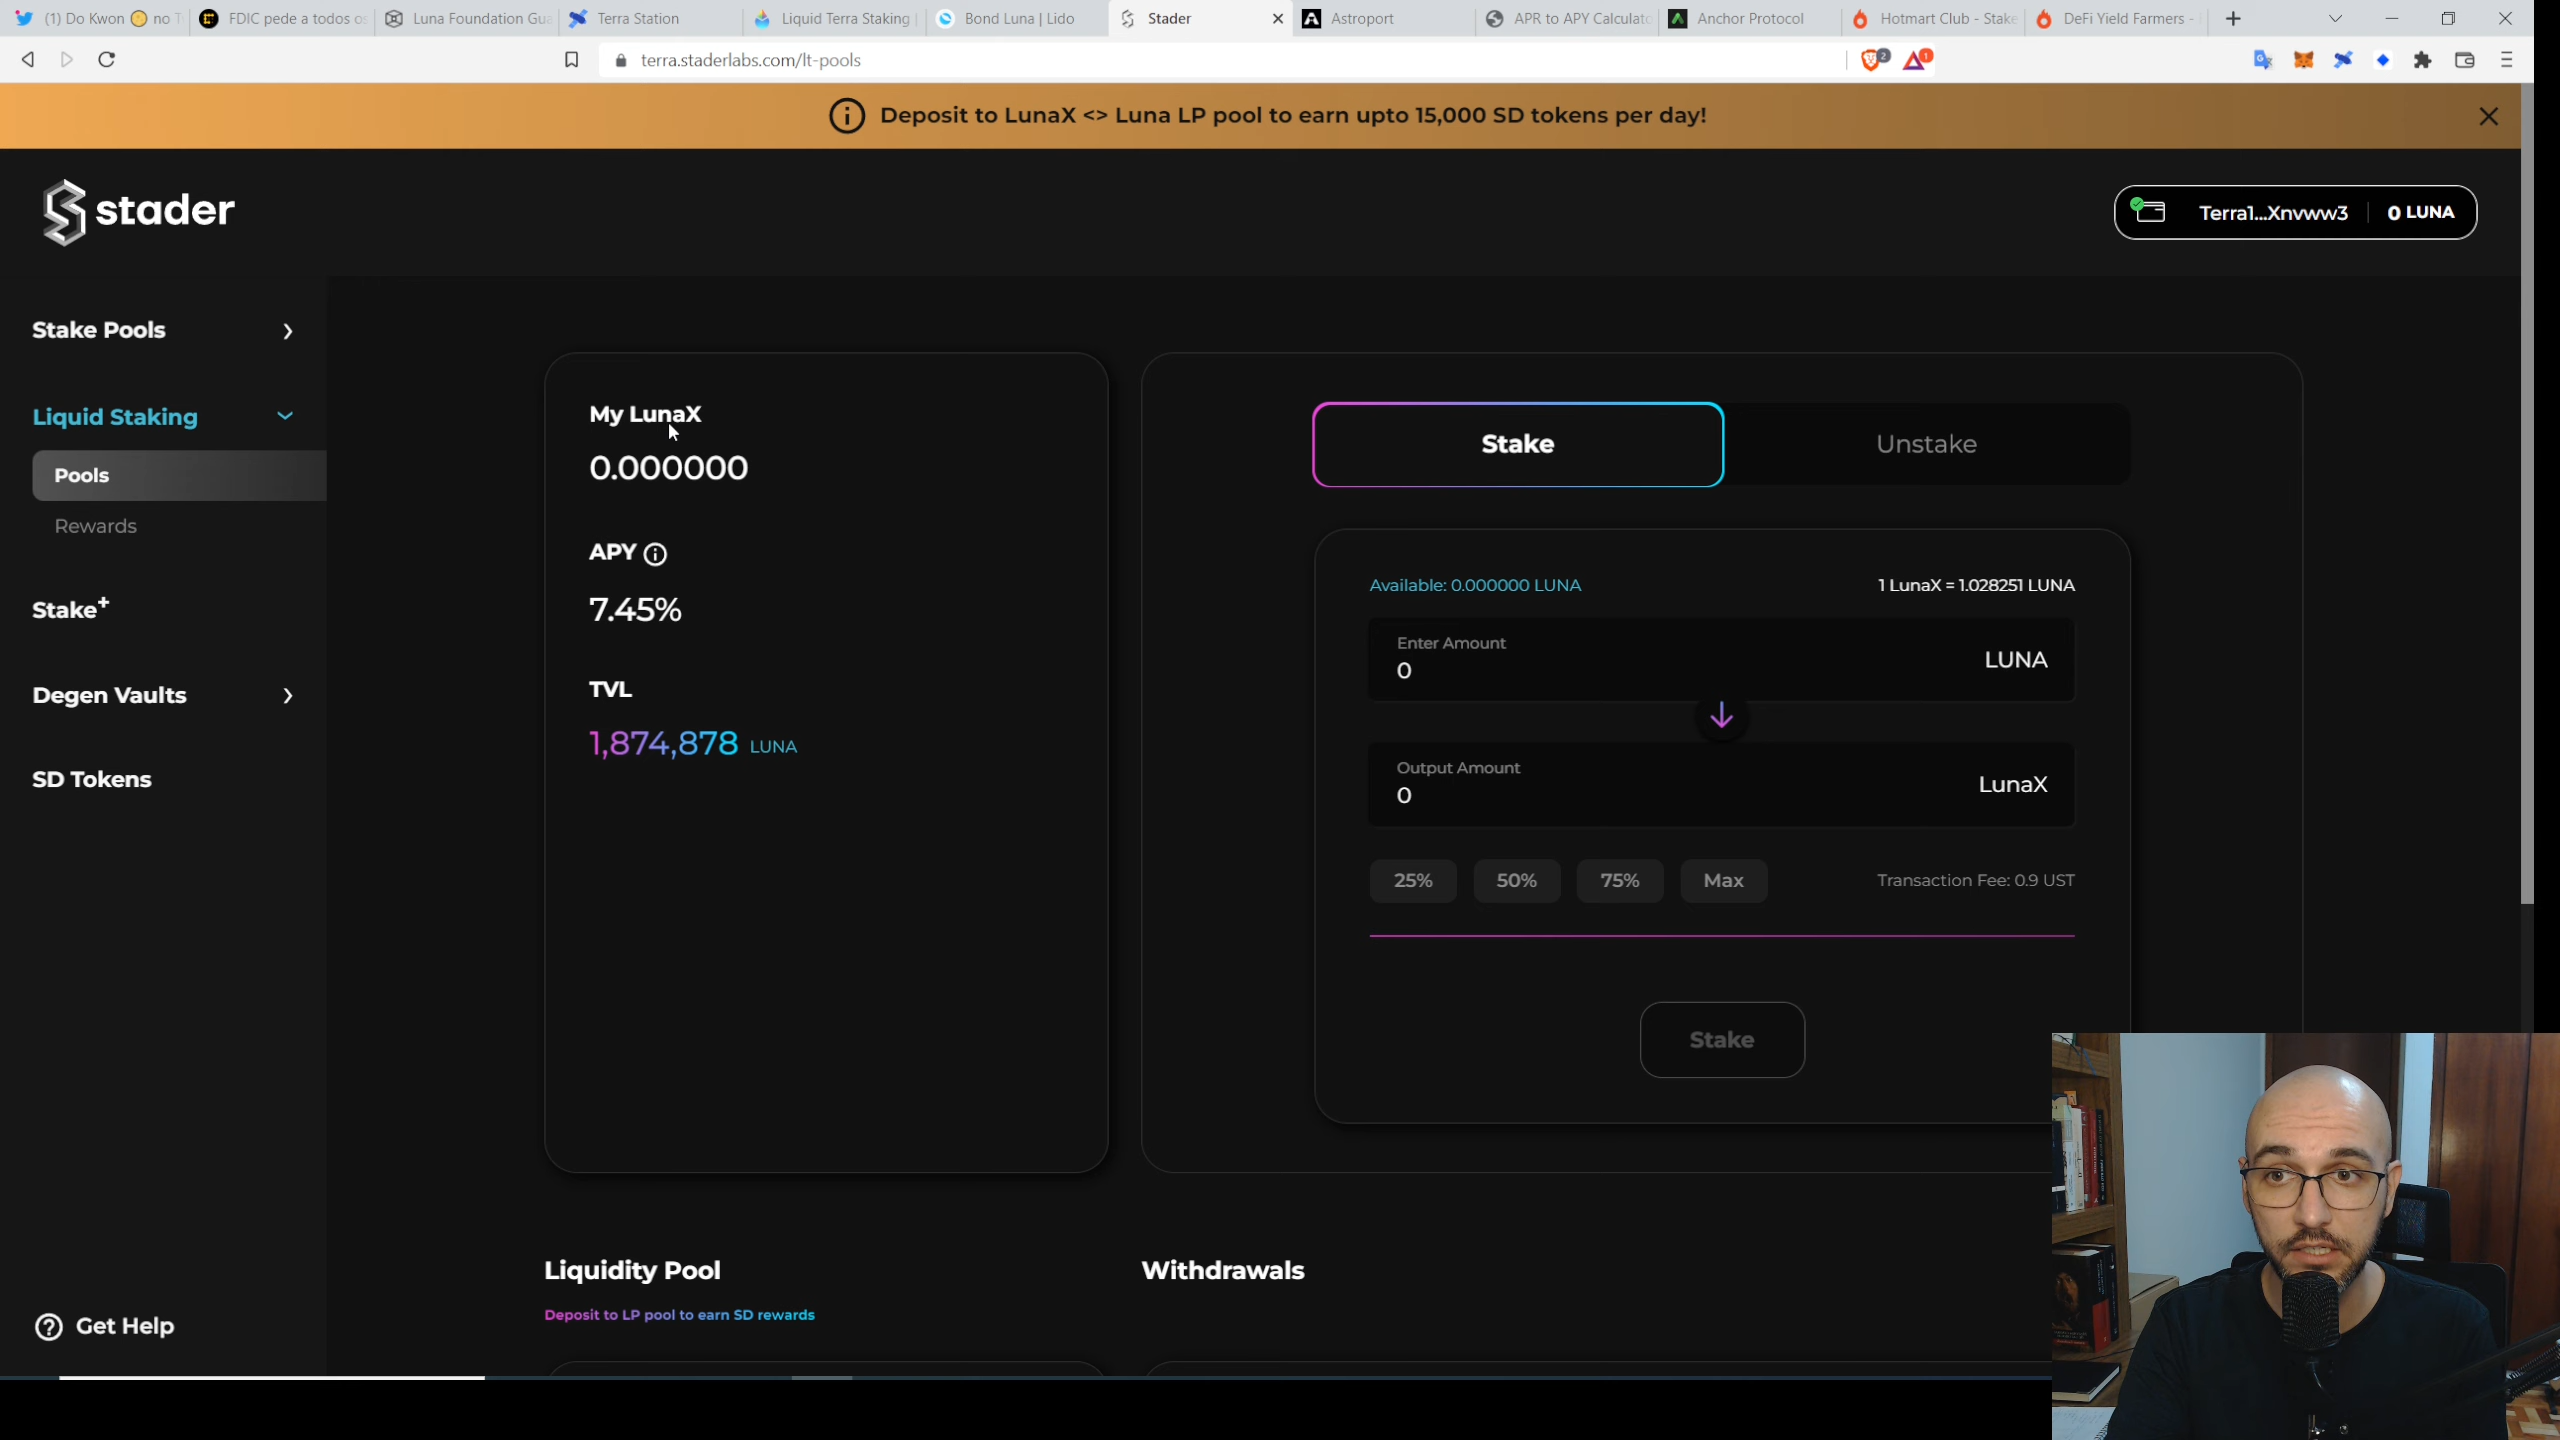 (1) Do Kwon no T
FDIC pede a todos os
Luna Foundation Gua
Terra Station
Liquid Terra Staking |
Bond Luna | Lido
Stader
Astroport
APR to APY Calculato
Anchor Protocol
Hotmart Club - Stake
DeFi Yield Farmers -
terra.staderlabs.com/lt-pools
2
1
Deposit to LunaX <> Luna LP pool to earn upto 15,000 SD tokens per day!
stader
Terra1...Xnvww3
0 LUNA
Stake Pools
Liquid Staking
Pools
Rewards
Stake+
Degen Vaults
SD Tokens
Get Help
My LunaX
0.000000
APY
7.45%
TVL
1,874,878 LUNA
Stake
Unstake
Available: 0.000000 LUNA
1 LunaX = 1.028251 LUNA
Enter Amount
0
LUNA
Output Amount
0
LunaX
25%
50%
75%
Max
Transaction Fee: 0.9 UST
Stake
Liquidity Pool
Deposit to LP pool to earn SD rewards
Withdrawals